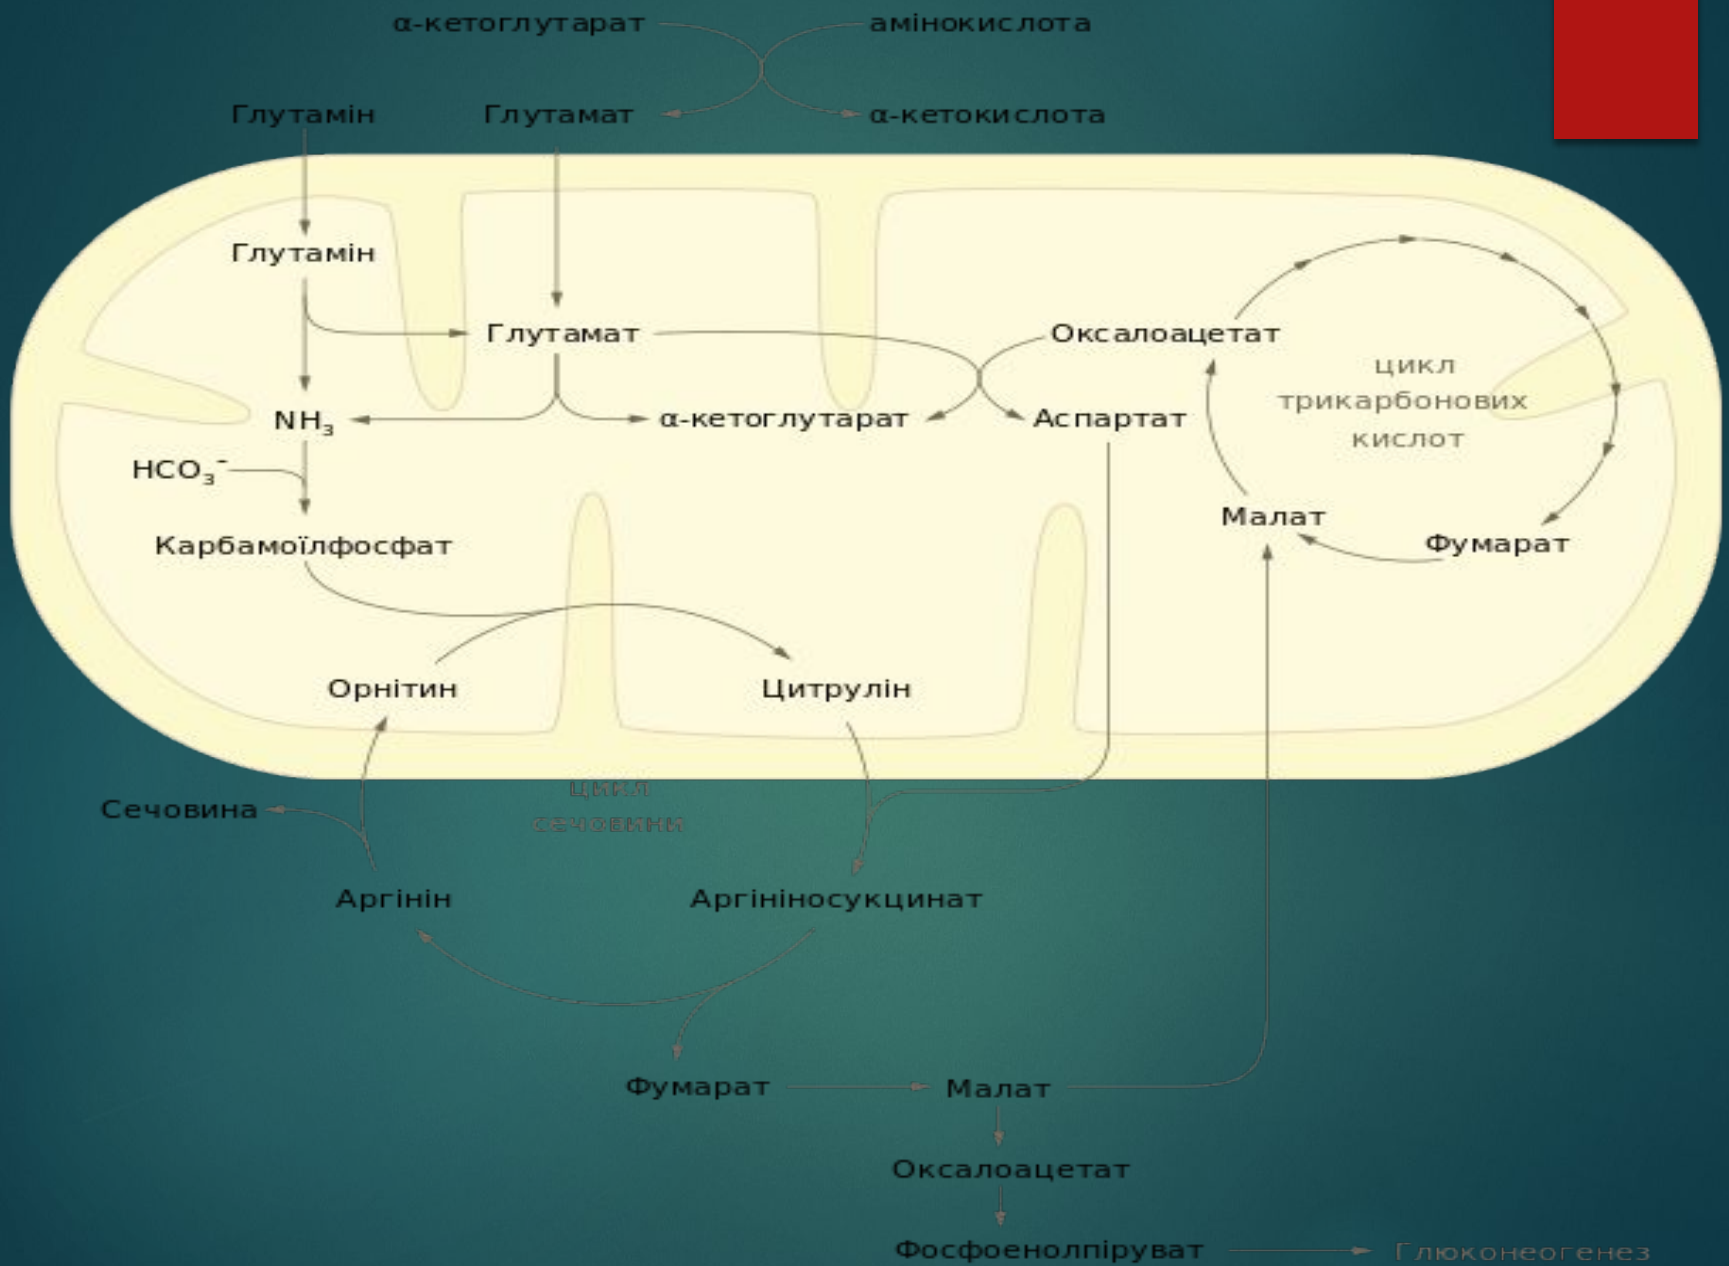 α-кетоглутарат амінокислота
Глутамін Глутамат α-кетокислота
Глутамін
Глутамат Оксалоацетат
цикл
трикарбонових
кислот
NH₃ α-кетоглутарат Аспартат
HCO₃⁻
Малат
Карбамоїлфосфат Фумарат
Орнітин Цитрулін
цикл
сечовини
Сечовина
Аргінін Аргініносукцинат
Фумарат Малат
Оксалоацетат
Фосфоенолпіруват Глюконеогенез